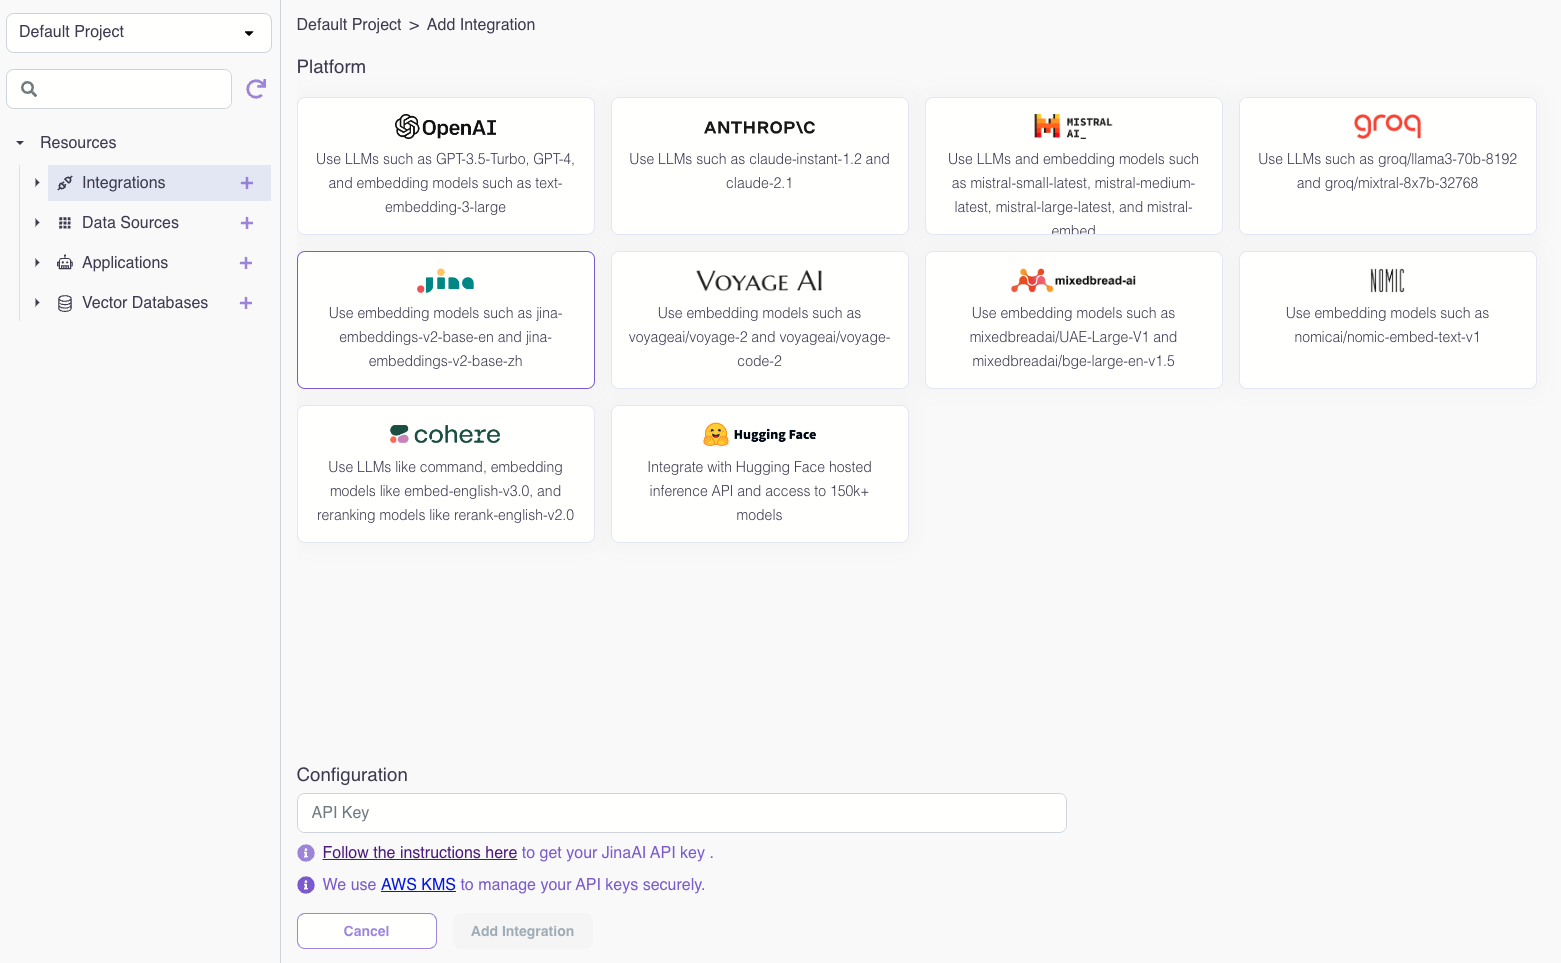 Default Project
Resources
Integrations
Data Sources
Applications
Vector Databases
Default Project > Add Integration
Platform
OpenAI
Use LLMs such as GPT-3.5-Turbo, GPT-4,
and embedding models such as text-
embedding-3-large
ANTHROP\C
Use LLMs such as claude-instant-1.2 and
claude-2.1
MISTRAL
AI_
Use LLMs and embedding models such
as mistral-small-latest, mistral-medium-
latest, mistral-large-latest, and mistral-
embed
groq
Use LLMs such as groq/llama3-70b-8192
and groq/mixtral-8x7b-32768
Jina
Use embedding models such as jina-
embeddings-v2-base-en and jina-
embeddings-v2-base-zh
VOYAGE AI
Use embedding models such as
voyageai/voyage-2 and voyageai/voyage-
code-2
mixedbread-ai
Use embedding models such as
mixedbreadai/UAE-Large-V1 and
mixedbreadai/bge-large-en-v1.5
NOMIC
Use embedding models such as
nomicai/nomic-embed-text-v1
cohere
Use LLMs like command, embedding
models like embed-english-v3.0, and
reranking models like rerank-english-v2.0
Hugging Face
Integrate with Hugging Face hosted
inference API and access to 150k+
models
Configuration
API Key
Follow the instructions here to get your JinaAI API key .
We use AWS KMS to manage your API keys securely.
Cancel
Add Integration